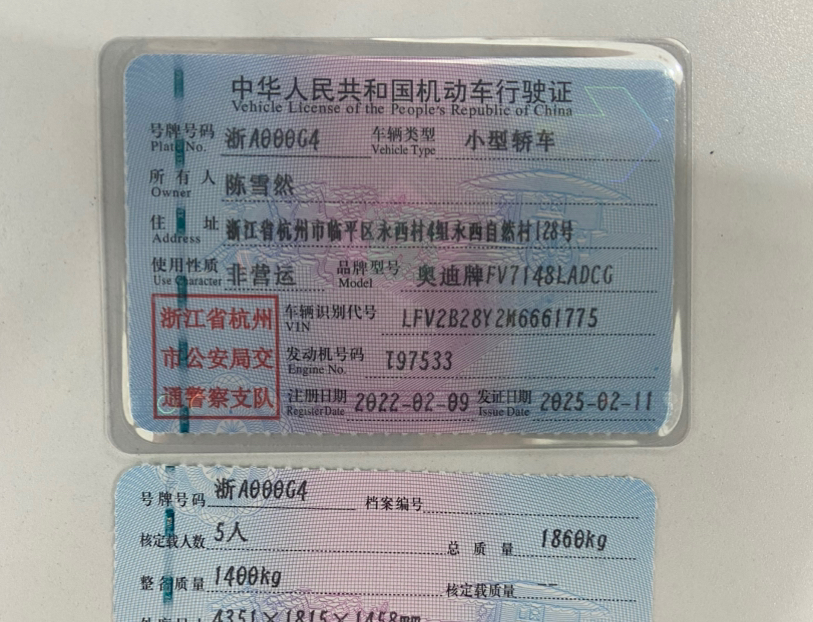 中华人民共和国机动车行驶证
Vehicle License of the People's Republic of China
号牌号码 浙A000G4 车辆类型 小型轿车
Plate No. Vehicle Type
所有人 陈雪然
Owner
住址 浙江省杭州市临平区永西村4组永西自然村128号
Address
使用性质 非营运 品牌型号 奥迪牌FV7148LADCG
Use Character Model
浙江省杭州市公安局交通警察支队
车辆识别代号 LFV2B28Y2M6661775
VIN
发动机号码 T97533
Engine No.
注册日期 2022-02-09 发证日期 2025-02-11
Register Date Issue Date
号牌号码 浙A000G4 档案编号
核定载人数 5人 总质量 1860kg
整备质量 1400kg 核定载质量 --
4351×1815×1458mm